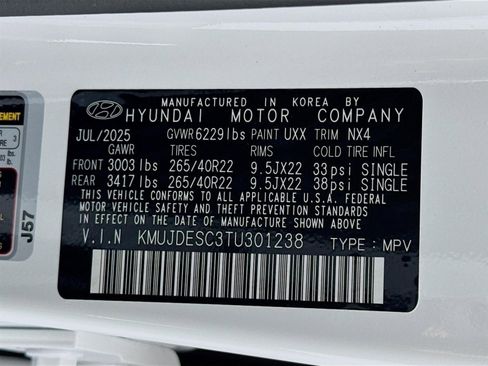 MANUFACTURED IN KOREA BY
HYUNDAI MOTOR COMPANY
JUL/2025 GVWR 6229lbs PAINT UXX TRIM NX4
GAWR TIRES RIMS COLD TIRE INFL
FRONT 3003lbs 265/40R22 9.5JX22 33psi SINGLE
REAR 3417lbs 265/40R22 9.5JX22 38psi SINGLE
THIS VEHICLE CONFORMS TO ALL APPLICABLE U.S.A. FEDERAL
MOTOR VEHICLE SAFETY AND BUMPER STANDARDS IN EFFECT ON
THE DATE OF MANUFACTURE SHOWN ABOVE.
V.I.N KMUJDESC3TU301238 TYPE : MPV
J57